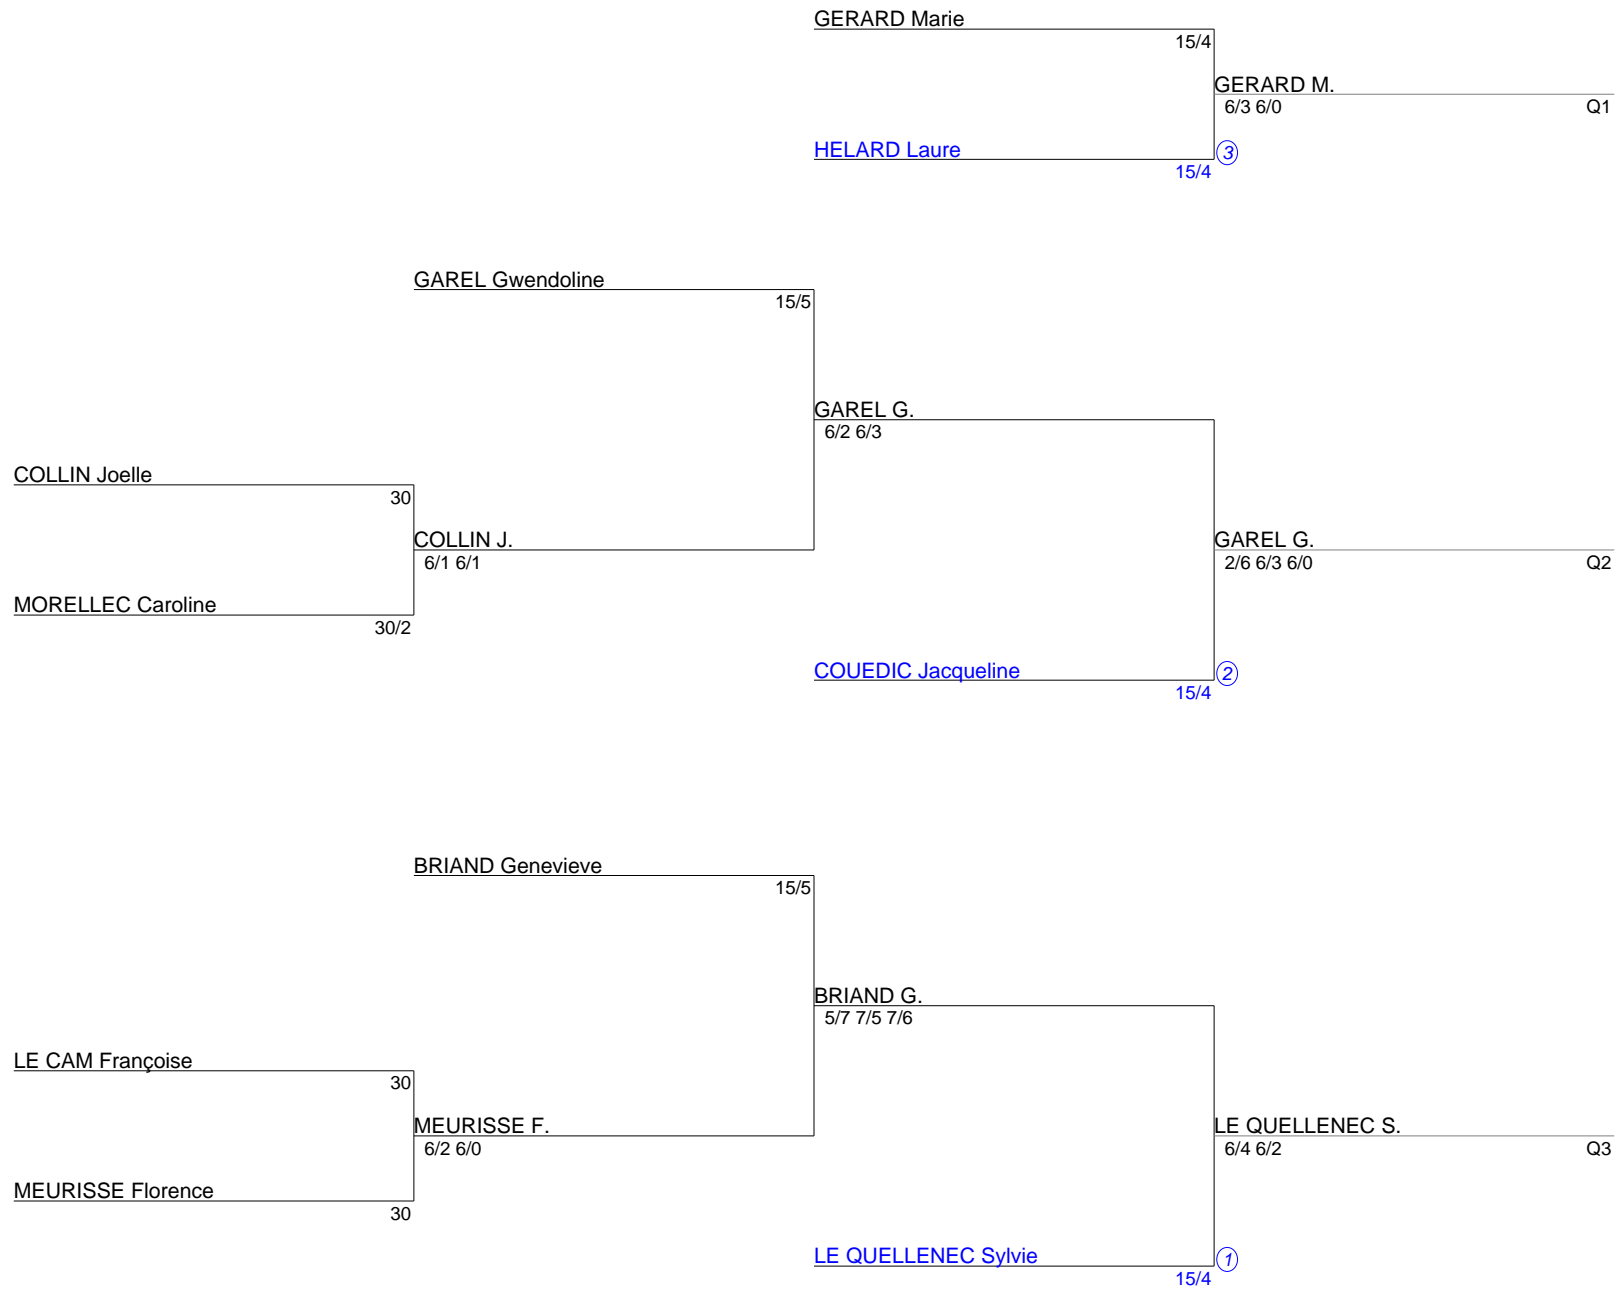 GERARD Marie
15/4
GERARD M.
6/3 6/0
Q1
HELARD Laure
3
15/4
GAREL Gwendoline
15/5
GAREL G.
6/2 6/3
COLLIN Joelle
30
COLLIN J.
6/1 6/1
GAREL G.
2/6 6/3 6/0
Q2
MORELLEC Caroline
30/2
COUEDIC Jacqueline
2
15/4
BRIAND Genevieve
15/5
BRIAND G.
5/7 7/5 7/6
LE CAM Françoise
30
MEURISSE F.
6/2 6/0
LE QUELLENEC S.
6/4 6/2
Q3
MEURISSE Florence
30
LE QUELLENEC Sylvie
1
15/4